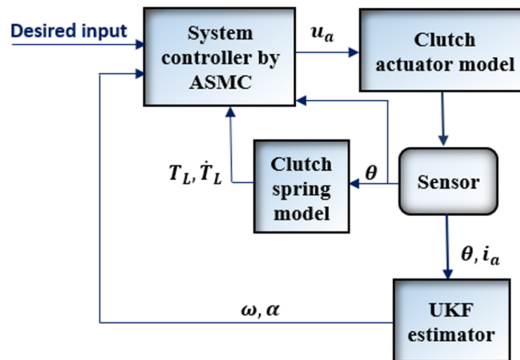 Desired input
System
controller by
ASMC
u_a
Clutch
actuator model
T_L, Ṫ_L
Clutch
spring
model
θ
Sensor
θ, i_a
ω, α
UKF
estimator